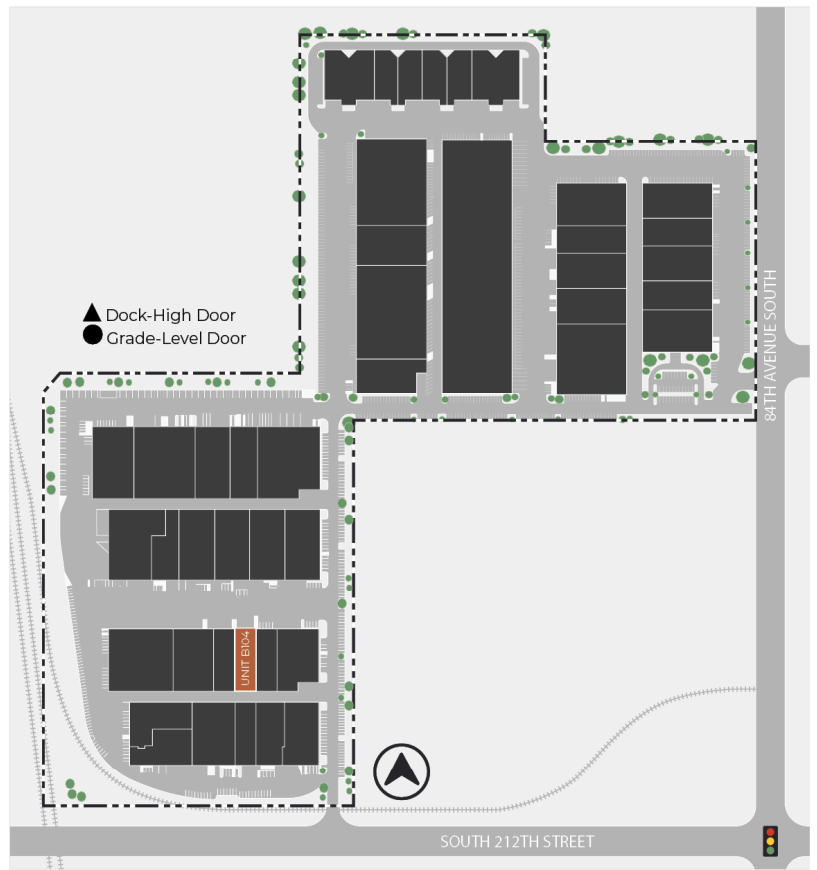 Dock-High Door
Grade-Level Door
84TH AVENUE SOUTH
UNIT B104
SOUTH 212TH STREET